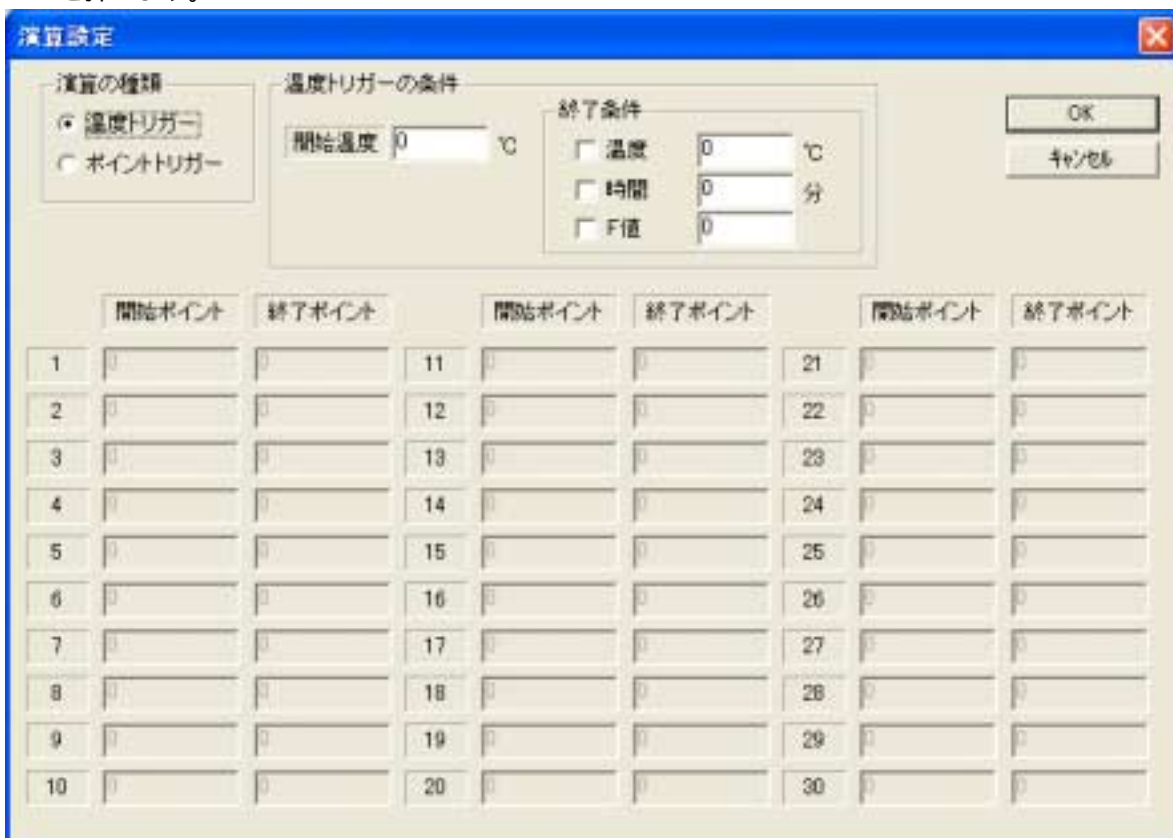 演算設定
演算の種類
温度トリガー
ポイントトリガー
温度トリガーの条件
開始温度 0 ℃
終了条件
温度 0 ℃
時間 0 分
F値 0
OK
キャンセル
開始ポイント 終了ポイント 開始ポイント 終了ポイント 開始ポイント 終了ポイント
1 0 0 11 0 0 21 0 0
2 0 0 12 0 0 22 0 0
3 0 0 13 0 0 23 0 0
4 0 0 14 0 0 24 0 0
5 0 0 15 0 0 25 0 0
6 0 0 16 0 0 26 0 0
7 0 0 17 0 0 27 0 0
8 0 0 18 0 0 28 0 0
9 0 0 19 0 0 29 0 0
10 0 0 20 0 0 30 0 0